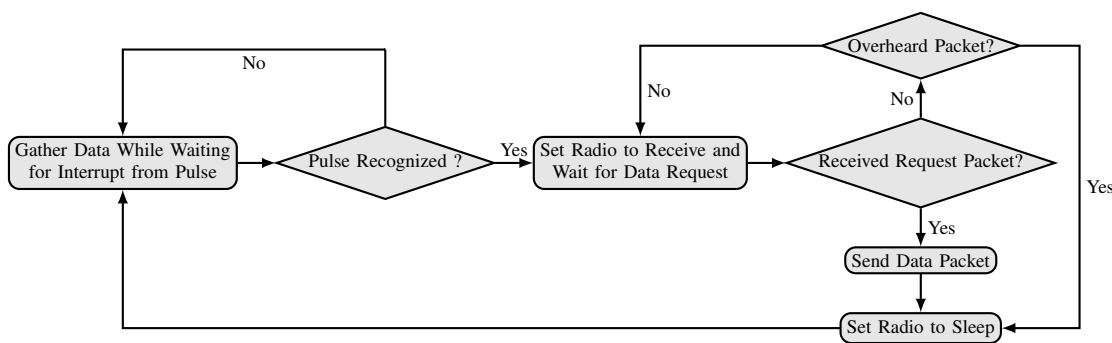 Overheard Packet?
No
No
Yes
No
Gather Data While Waiting
for Interrupt from Pulse
Pulse Recognized ?
Yes
Set Radio to Receive and
Wait for Data Request
Received Request Packet?
Yes
Send Data Packet
Set Radio to Sleep